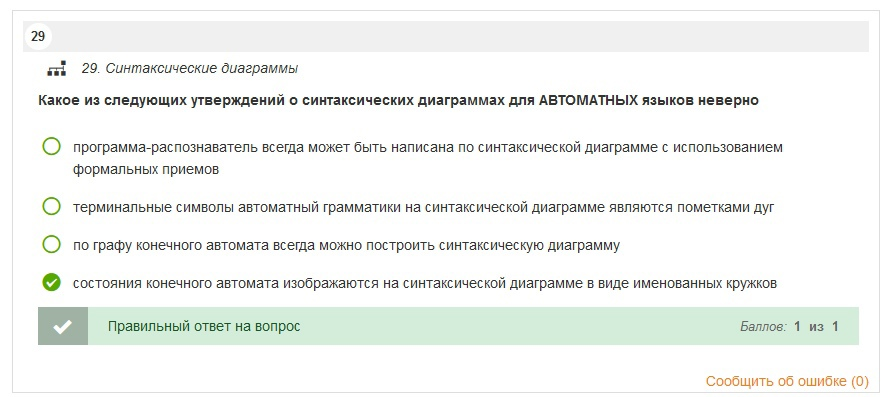 29
29. Синтаксические диаграммы
Какое из следующих утверждений о синтаксических диаграммах для АВТОМАТНЫХ языков неверно
программа-распознаватель всегда может быть написана по синтаксической диаграмме с использованием
формальных приемов
терминальные символы автоматный грамматики на синтаксической диаграмме являются пометками дуг
по графу конечного автомата всегда можно построить синтаксическую диаграмму
состояния конечного автомата изображаются на синтаксической диаграмме в виде именованных кружков
Правильный ответ на вопрос Баллов: 1 из 1
Сообщить об ошибке (0)